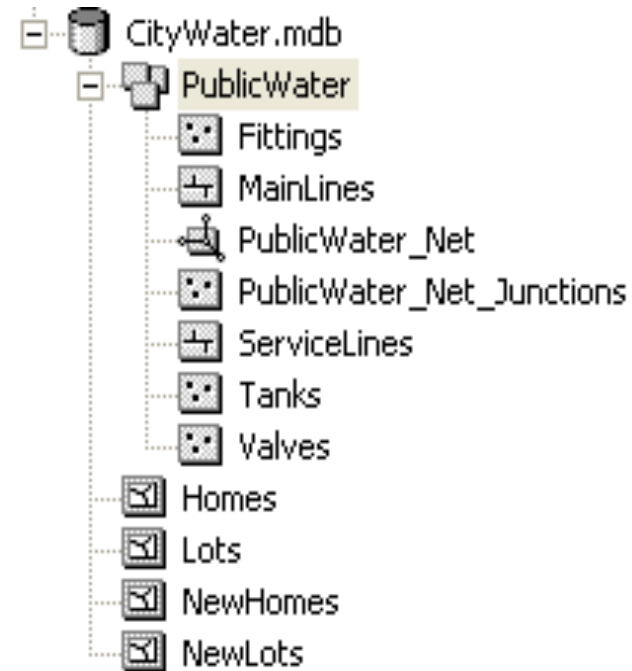 CityWater.mdb
PublicWater
Fittings
MainLines
PublicWater_Net
PublicWater_Net_Junctions
ServiceLines
Tanks
Valves
Homes
Lots
NewHomes
NewLots